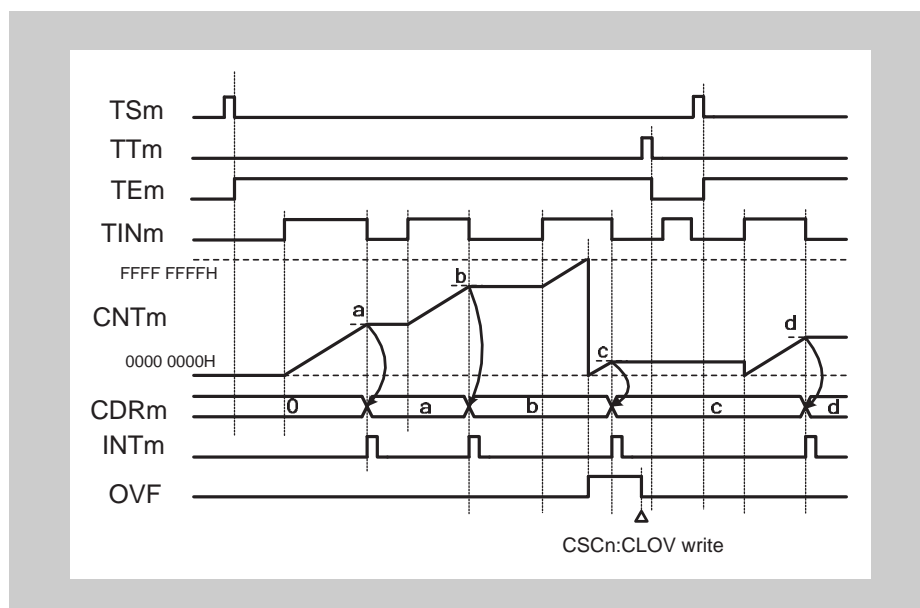 TSm
TTm
TEm
TINm
FFFF FFFFH
b
a
d
CNTm
c
0000 0000H
CDRm 0 a b c d
INTm
OVF
CSCn:CLOV write